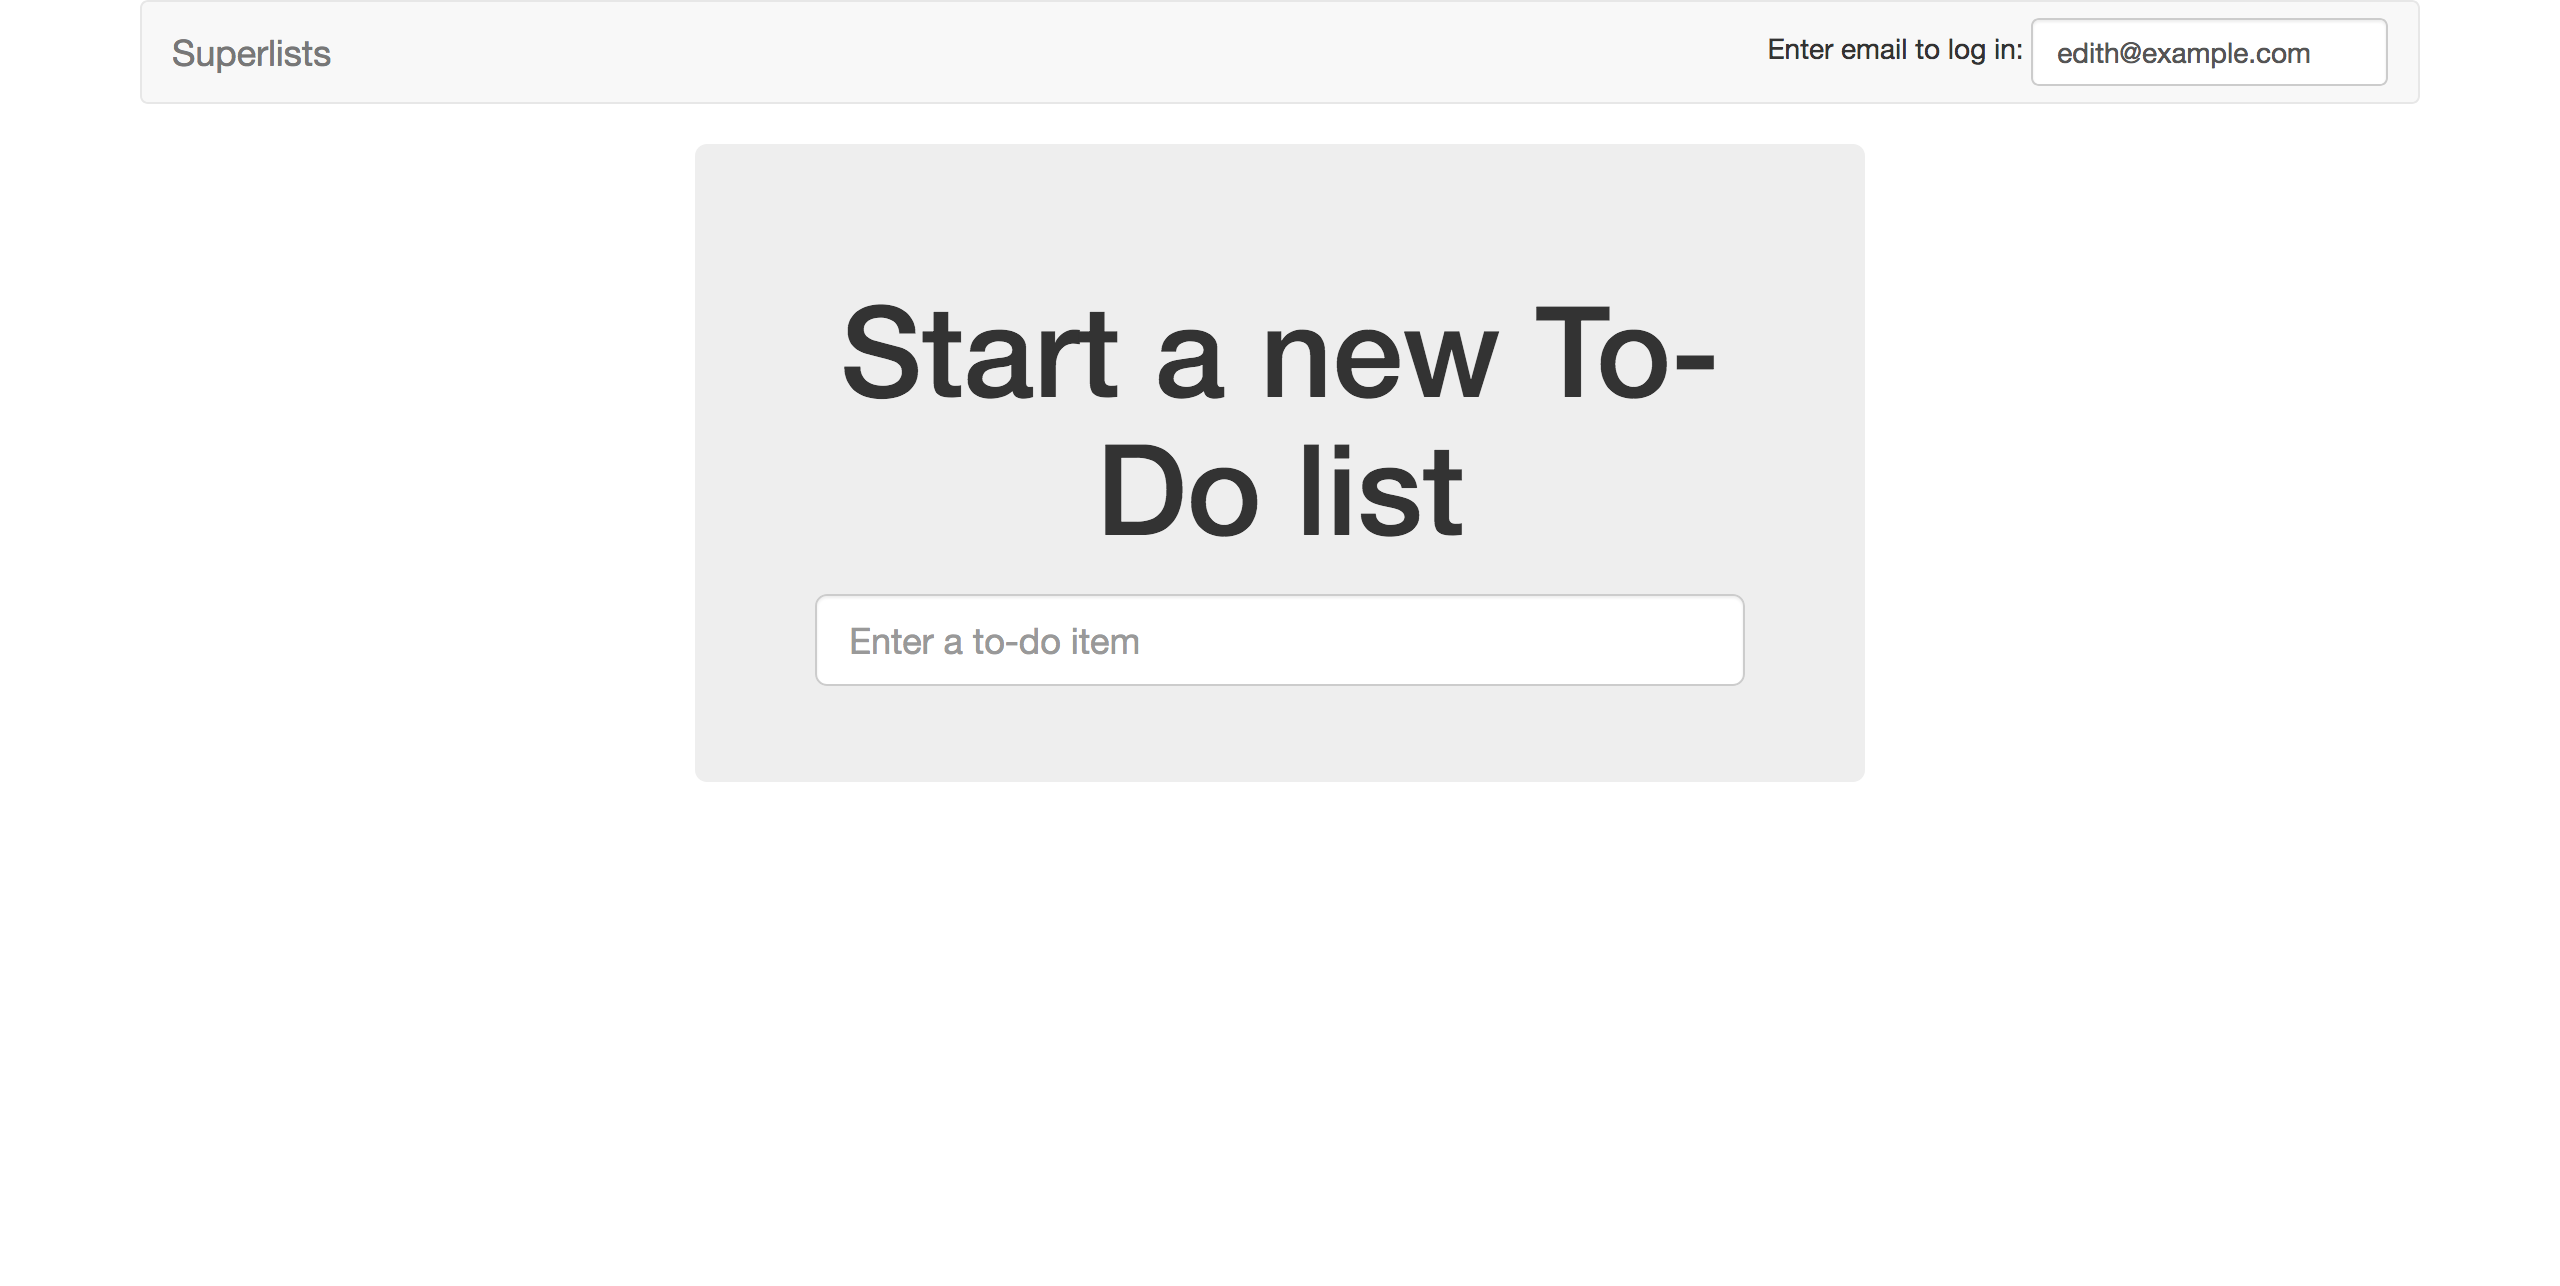 Superlists
Enter email to log in: edith@example.com
Start a new To-
Do list
Enter a to-do item